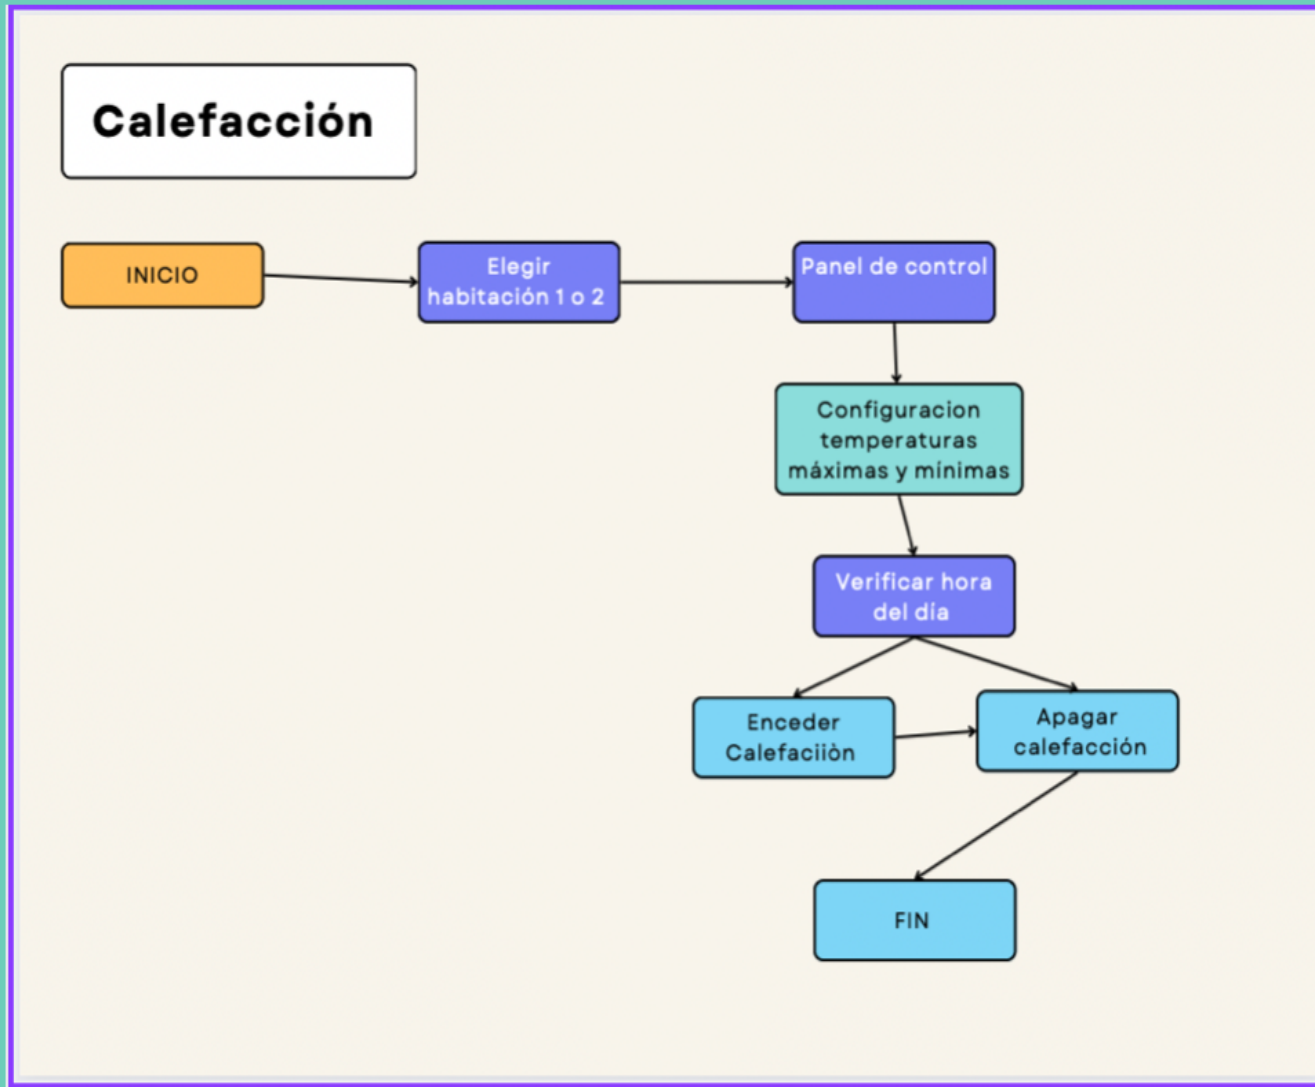 Calefacción
INICIO
Elegir
habitación 1 o 2
Panel de control
Configuracion
temperaturas
máximas y mínimas
Verificar hora
del día
Enceder
Calefaciiòn
Apagar
calefacción
FIN